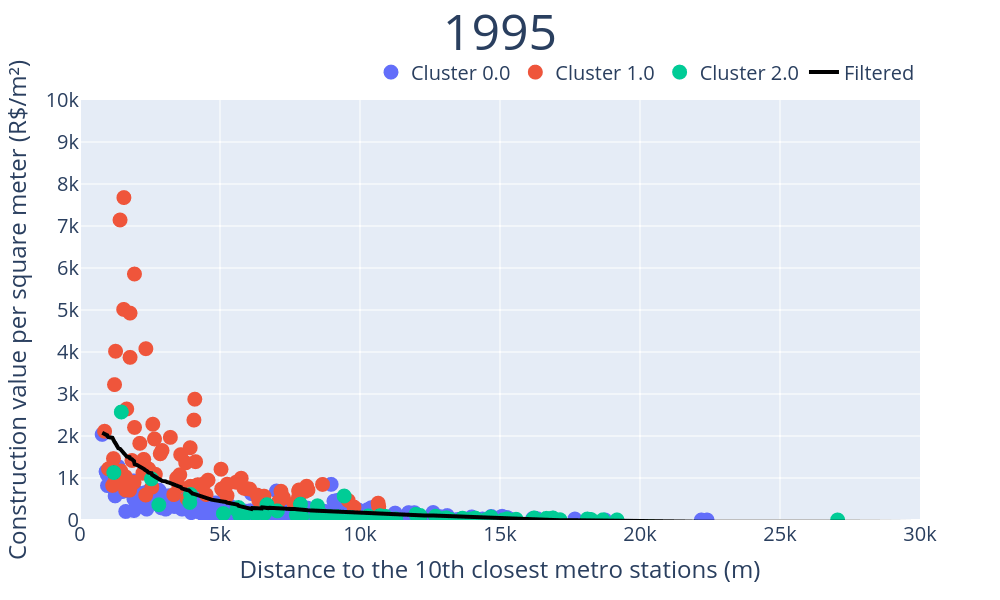 1995
Cluster 0.0 Cluster 1.0 Cluster 2.0 Filtered
Construction value per square meter (R$/m²)
10k
9k
8k
7k
6k
5k
4k
3k
2k
1k
0
0 5k 10k 15k 20k 25k 30k
Distance to the 10th closest metro stations (m)